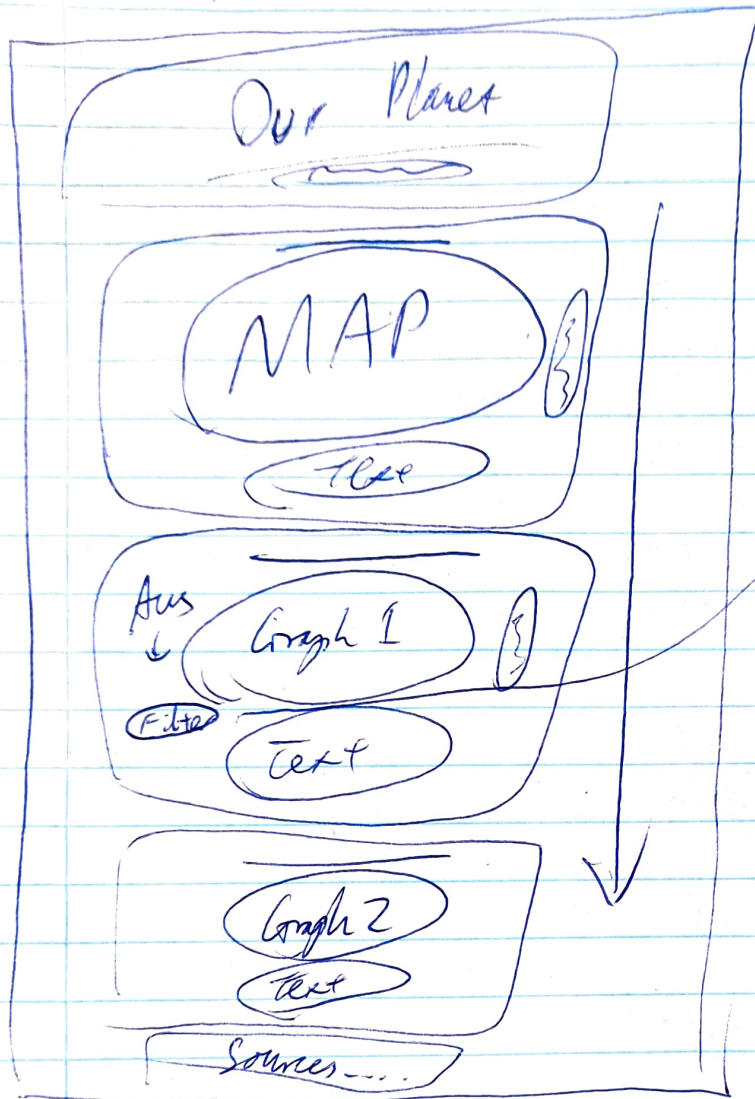 Our Planet
MAP
Text
Aus
Graph 1
Filter
Text
Graph 2
Text
Sources....